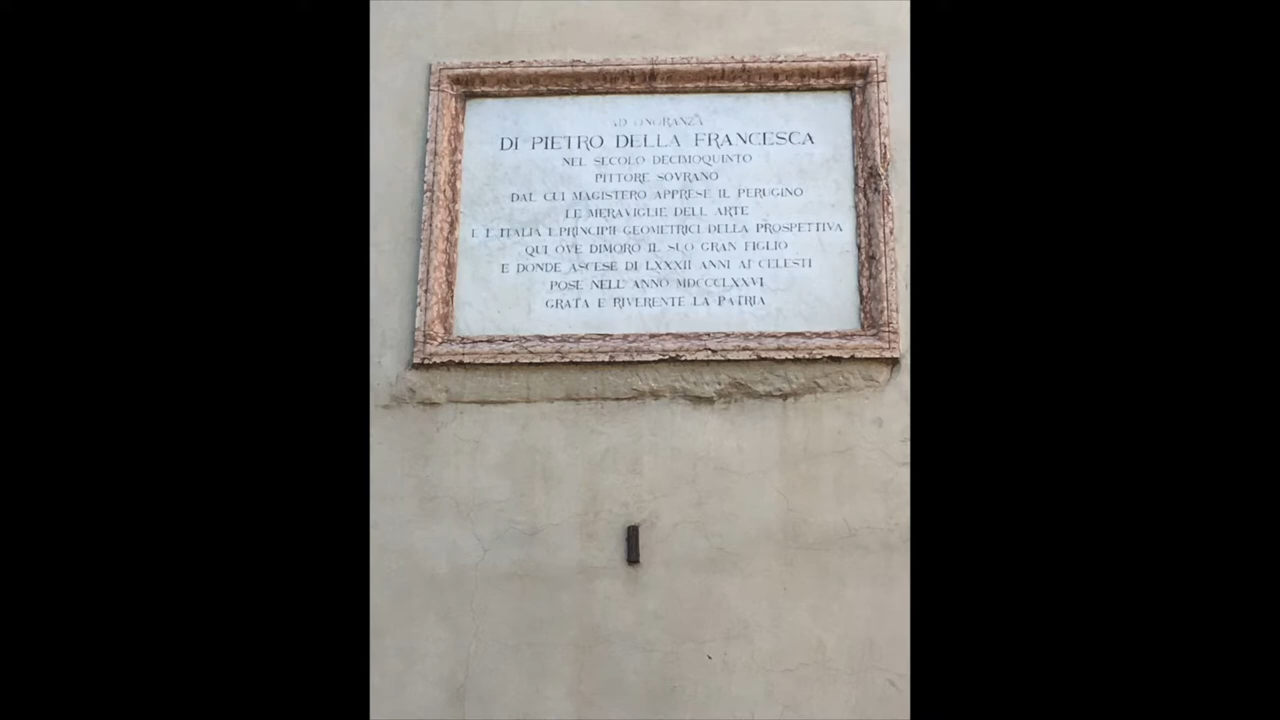 AD ONORANZA
DI PIETRO DELLA FRANCESCA
NEL SECOLO DECIMOQUINTO
PITTORE SOVRANO
DAL CUI MAGISTERO APPRESE IL PERUGINO
LE MERAVIGLIE DELL ARTE
E L ITALIA I PRINCIPII GEOMETRICI DELLA PROSPETTIVA
QUI OVE DIMORO IL SUO GRAN FIGLIO
E DONDE ASCESE DI LXXXII ANNI AI CELESTI
POSE NELL' ANNO MDCCCLXXVI
GRATA E RIVERENTE LA PATRIA